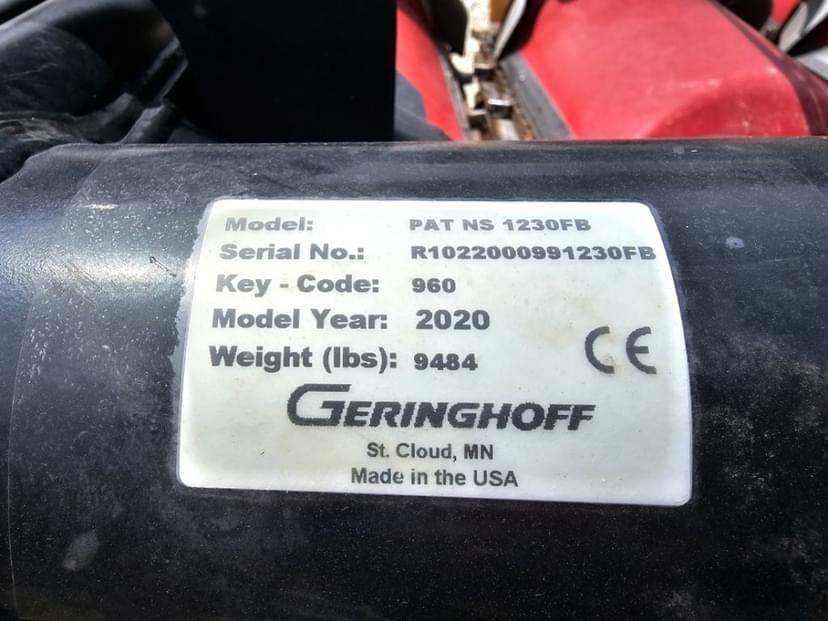 Model: PAT NS 1230FB
Serial No.: R1022000991230FB
Key - Code: 960
Model Year: 2020
Weight (lbs): 9484
CE
GERINGHOFF
St. Cloud, MN
Made in the USA